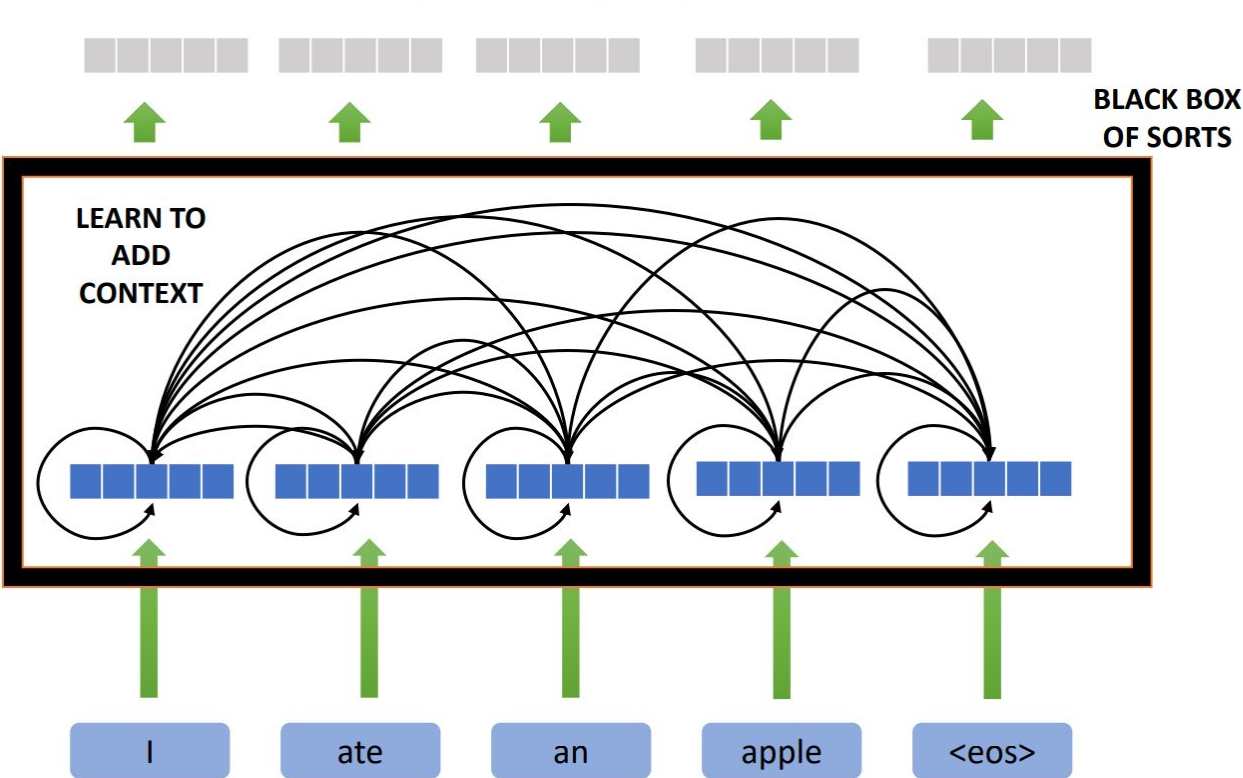 BLACK BOX
OF SORTS
LEARN TO
ADD
CONTEXT
I
ate
an
apple
<eos>